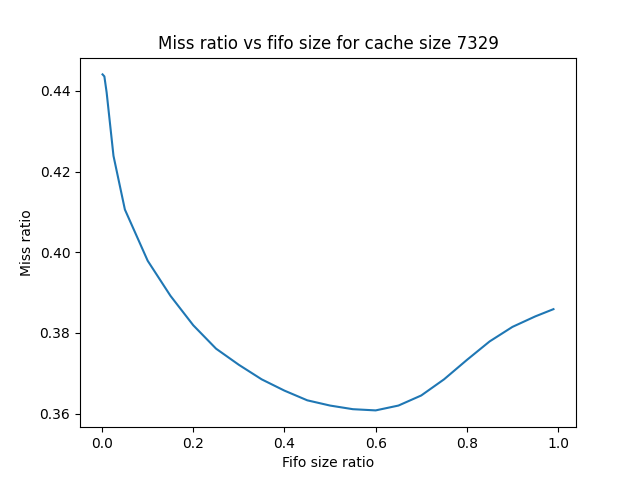 Miss ratio vs fifo size for cache size 7329
0.44
0.42
0.40
0.38
0.36
Miss ratio
0.0 0.2 0.4 0.6 0.8 1.0
Fifo size ratio